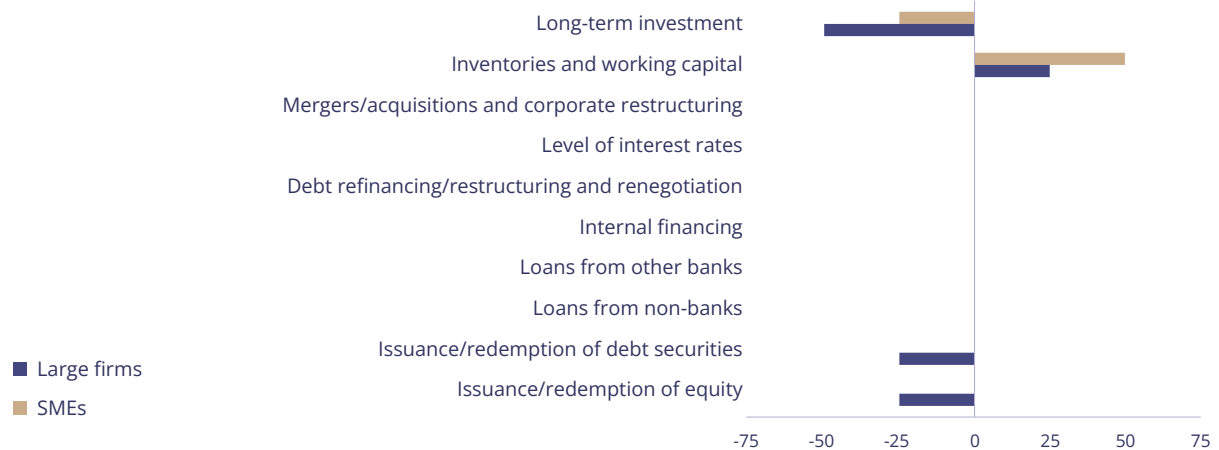 Long-term investment
Inventories and working capital
Mergers/acquisitions and corporate restructuring
Level of interest rates
Debt refinancing/restructuring and renegotiation
Internal financing
Loans from other banks
Loans from non-banks
Issuance/redemption of debt securities
Issuance/redemption of equity
Large firms
SMEs
-75 -50 -25 0 25 50 75